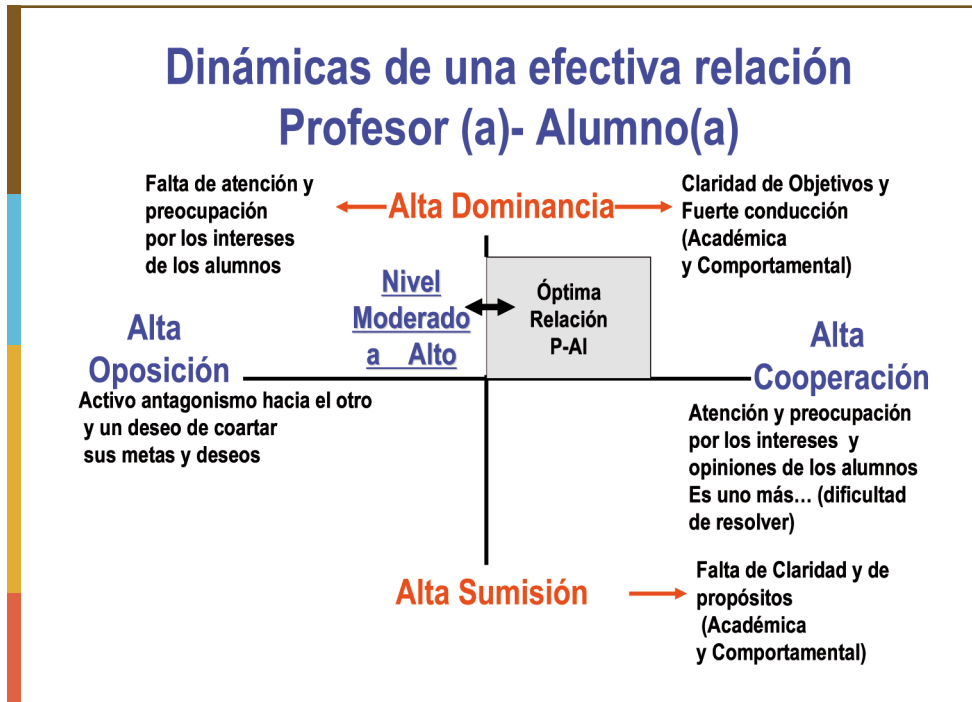 Dinámicas de una efectiva relación
Profesor (a)- Alumno(a)
Falta de atención y
preocupación
por los intereses
de los alumnos
Alta Dominancia
Claridad de Objetivos y
Fuerte conducción
(Académica
y Comportamental)
Nivel
Moderado
a Alto
Óptima
Relación
P-Al
Alta
Oposición
Activo antagonismo hacia el otro
y un deseo de coartar
sus metas y deseos
Alta
Cooperación
Atención y preocupación
por los intereses y
opiniones de los alumnos
Es uno más... (dificultad
de resolver)
Alta Sumisión
Falta de Claridad y de
propósitos
(Académica
y Comportamental)